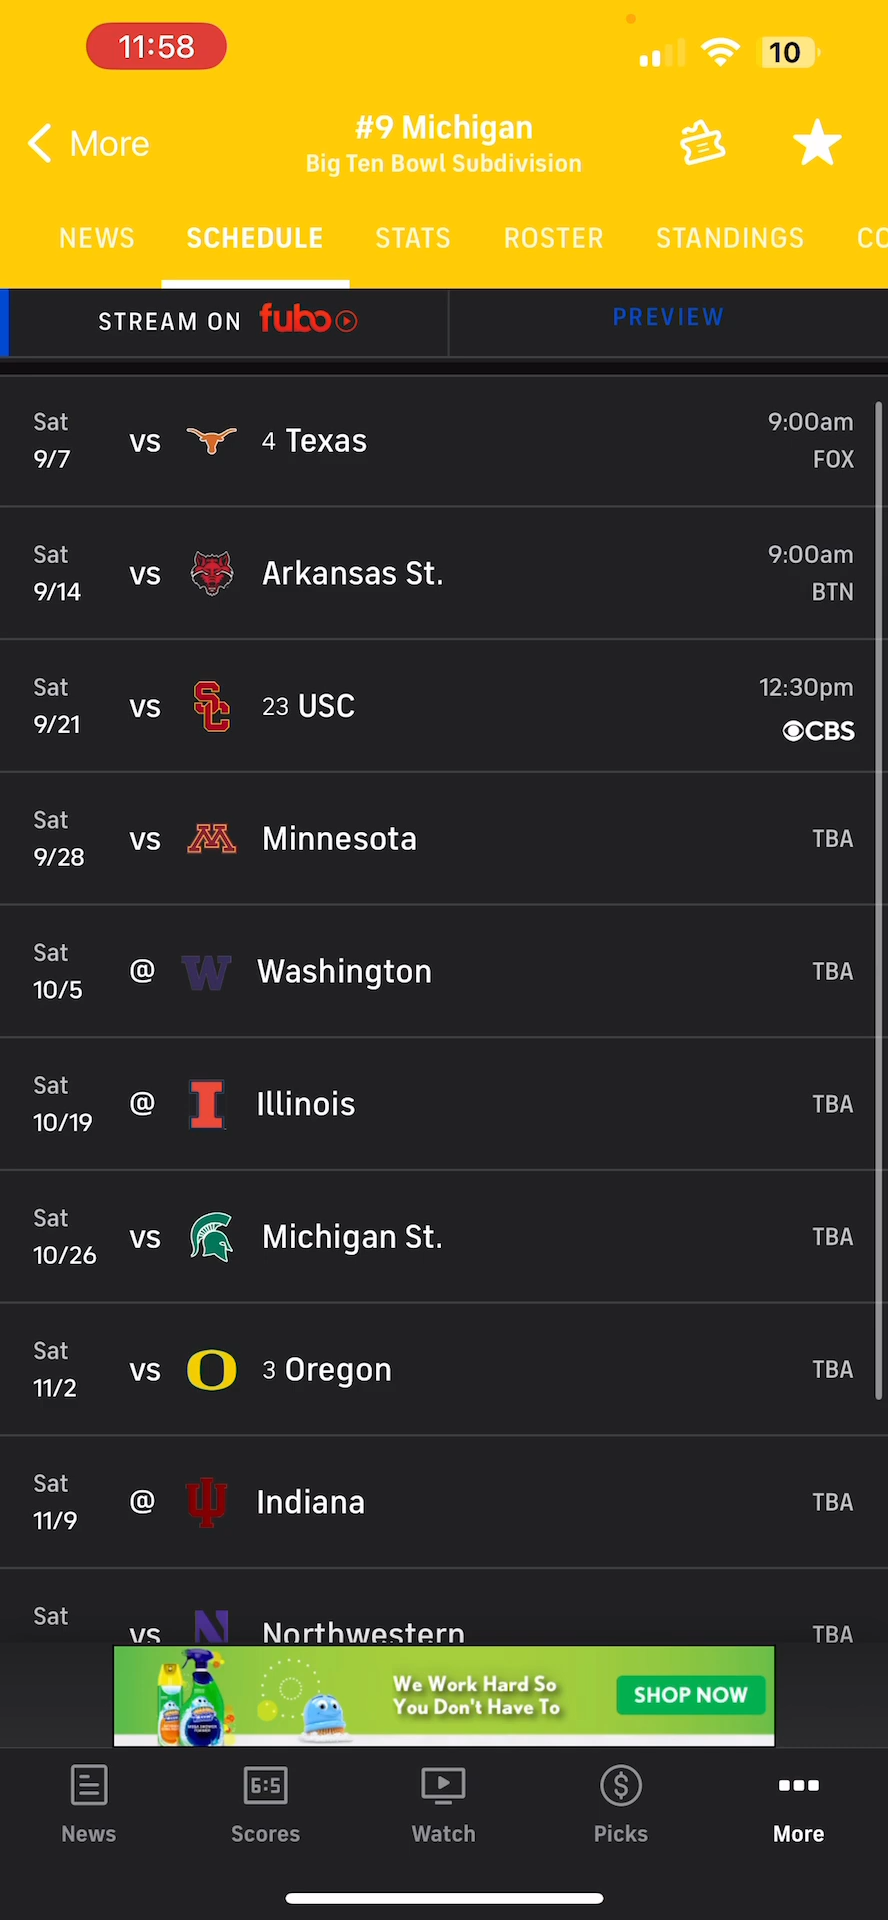 11:58
10
More
#9 Michigan
Big Ten Bowl Subdivision
NEWS
SCHEDULE
STATS
ROSTER
STANDINGS
CO
STREAM ON fubo
PREVIEW
Sat
9/7
vs
4 Texas
9:00am
FOX
Sat
9/14
vs
Arkansas St.
9:00am
BTN
Sat
9/21
vs
SC
23 USC
12:30pm
CBS
Sat
9/28
vs
M
Minnesota
TBA
Sat
10/5
@
W
Washington
TBA
Sat
10/19
@
I
Illinois
TBA
Sat
10/26
vs
Michigan St.
TBA
Sat
11/2
vs
O
3 Oregon
TBA
Sat
11/9
@
Indiana
TBA
Sat
vs
N
Northwestern
TBA
We Work Hard So
You Don't Have To
SHOP NOW
6:5
$
News
Scores
Watch
Picks
More